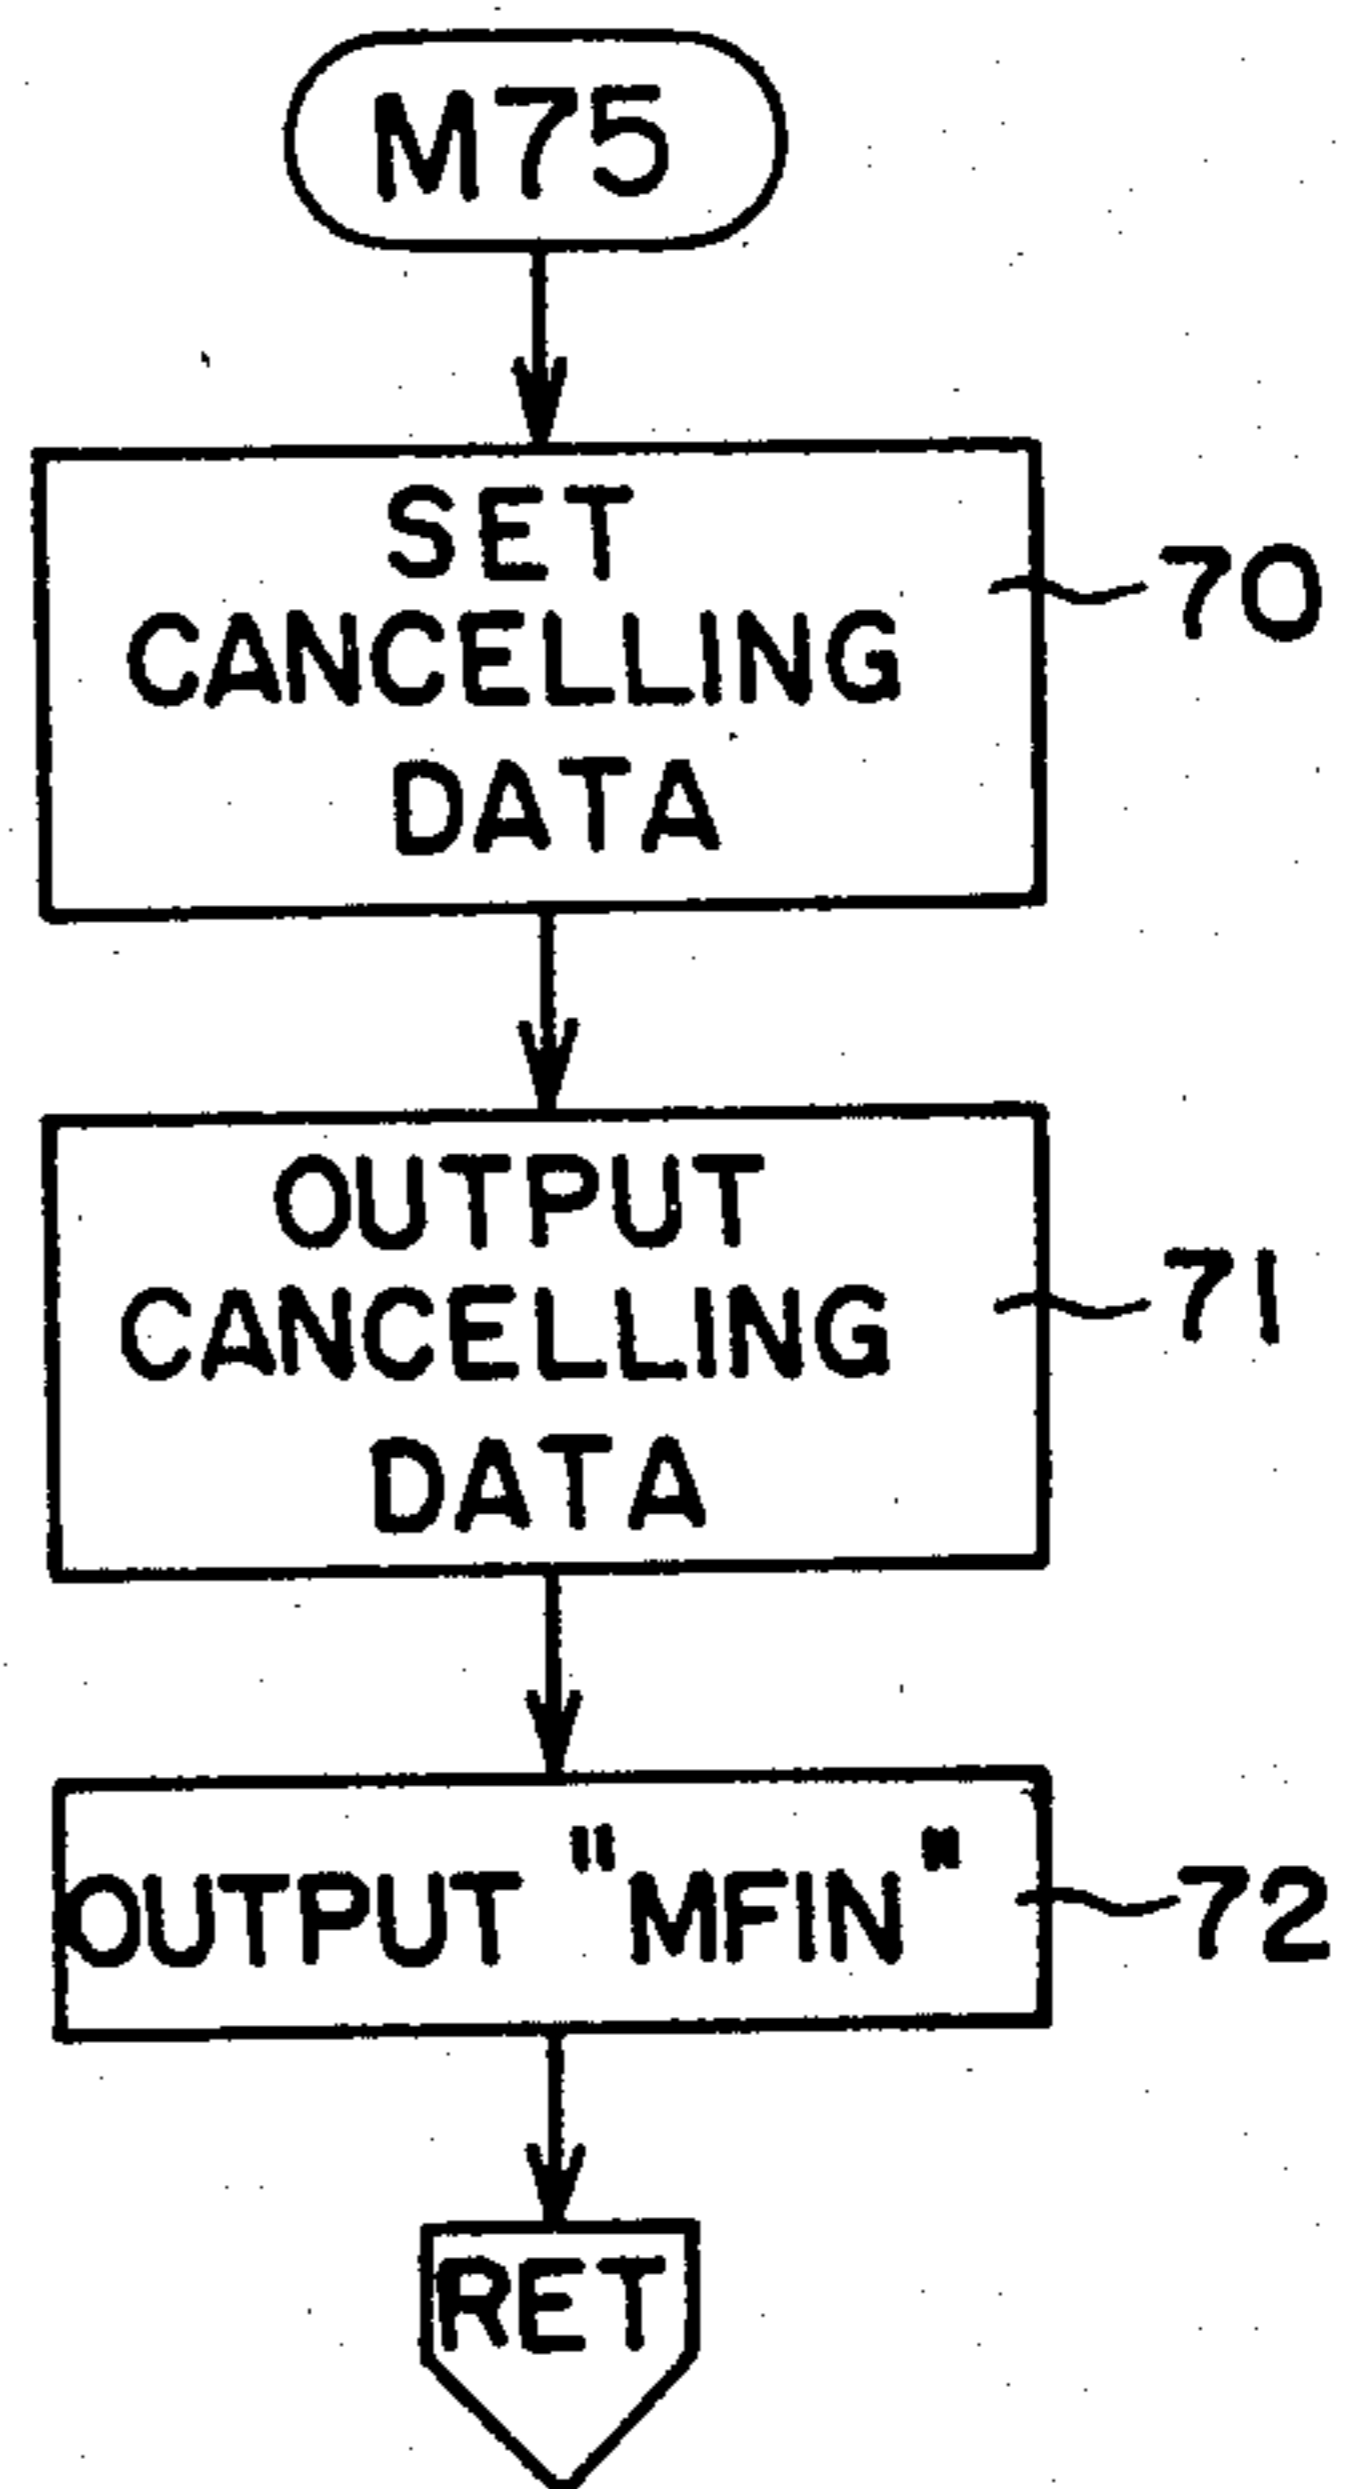 M75
SET
CANCELLING
DATA
70
OUTPUT
CANCELLING
DATA
71
OUTPUT "MFIN"
72
RET